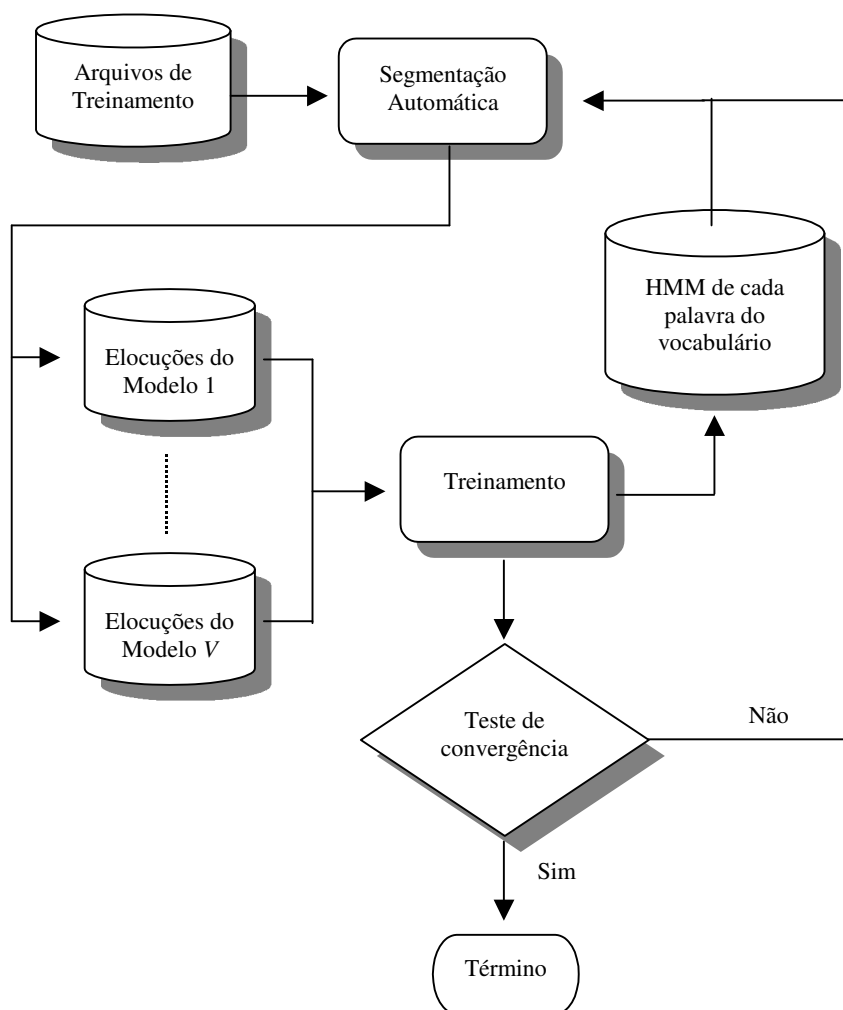 Arquivos de
Treinamento
Segmentação
Automática
HMM de cada
palavra do
vocabulário
Elocuções do
Modelo 1
Treinamento
Elocuções do
Modelo V
Teste de
convergência
Não
Sim
Término